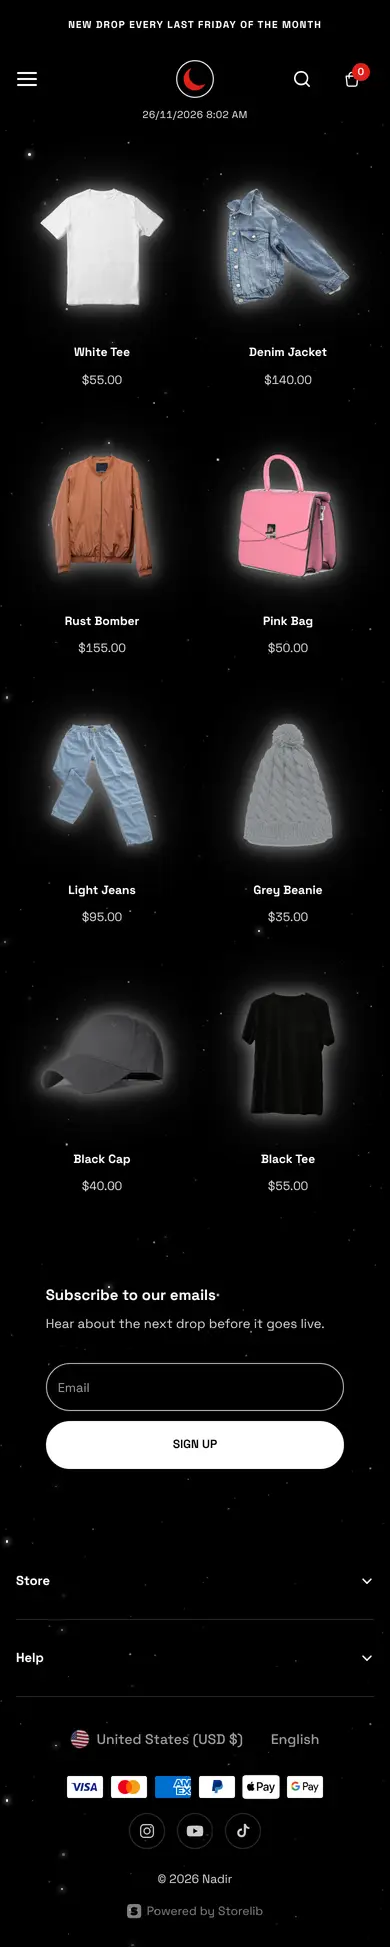 NEW DROP EVERY LAST FRIDAY OF THE MONTH
0
26/11/2026 8:02 AM
White Tee
$55.00
Denim Jacket
$140.00
Rust Bomber
$155.00
Pink Bag
$50.00
Light Jeans
$95.00
Grey Beanie
$35.00
Black Cap
$40.00
Black Tee
$55.00
Subscribe to our emails
Hear about the next drop before it goes live.
Email
SIGN UP
Store
Help
United States (USD $)
English
VISA
AMEX
Pay
G Pay
© 2026 Nadir
Powered by Storelib